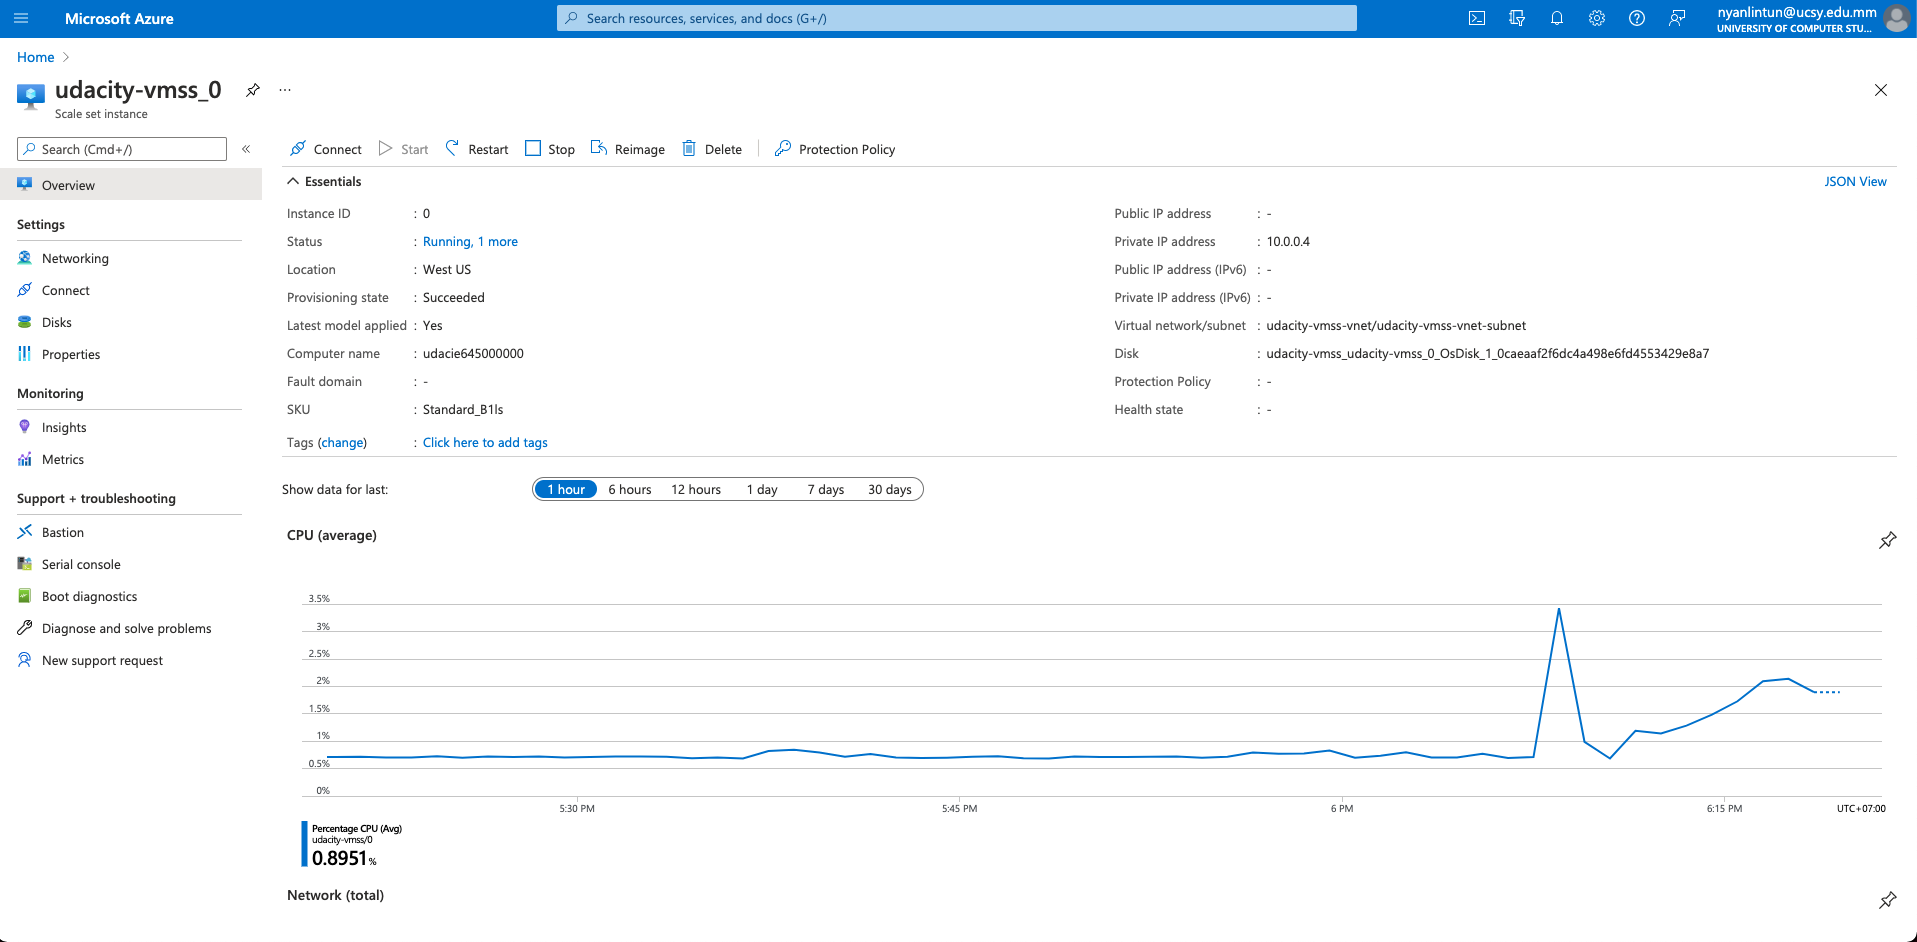 Microsoft Azure
Search resources, services, and docs (G+/)
nyanlintun@ucsy.edu.mm
UNIVERSITY OF COMPUTER STU...
Home
udacity-vmss_0
...
Scale set instance
Search (Cmd+/)
«
Connect
Start
Restart
Stop
Reimage
Delete
Protection Policy
Overview
Settings
Networking
Connect
Disks
Properties
Monitoring
Insights
Metrics
Support + troubleshooting
Bastion
Serial console
Boot diagnostics
Diagnose and solve problems
New support request
Essentials
JSON View
Instance ID : 0
Status : Running, 1 more
Location : West US
Provisioning state : Succeeded
Latest model applied : Yes
Computer name : udacie645000000
Fault domain : -
SKU : Standard_B1ls
Tags (change) : Click here to add tags
Public IP address : -
Private IP address : 10.0.0.4
Public IP address (IPv6) : -
Private IP address (IPv6) : -
Virtual network/subnet : udacity-vmss-vnet/udacity-vmss-vnet-subnet
Disk : udacity-vmss_udacity-vmss_0_OsDisk_1_0caeaaf2f6dc4a498e6fd4553429e8a7
Protection Policy : -
Health state : -
Show data for last: 1 hour 6 hours 12 hours 1 day 7 days 30 days
CPU (average)
3.5%
3%
2.5%
2%
1.5%
1%
0.5%
0%
5:30 PM 5:45 PM 6 PM 6:15 PM UTC+07:00
Percentage CPU (Avg)
udacity-vmss/0
0.8951 %
Network (total)